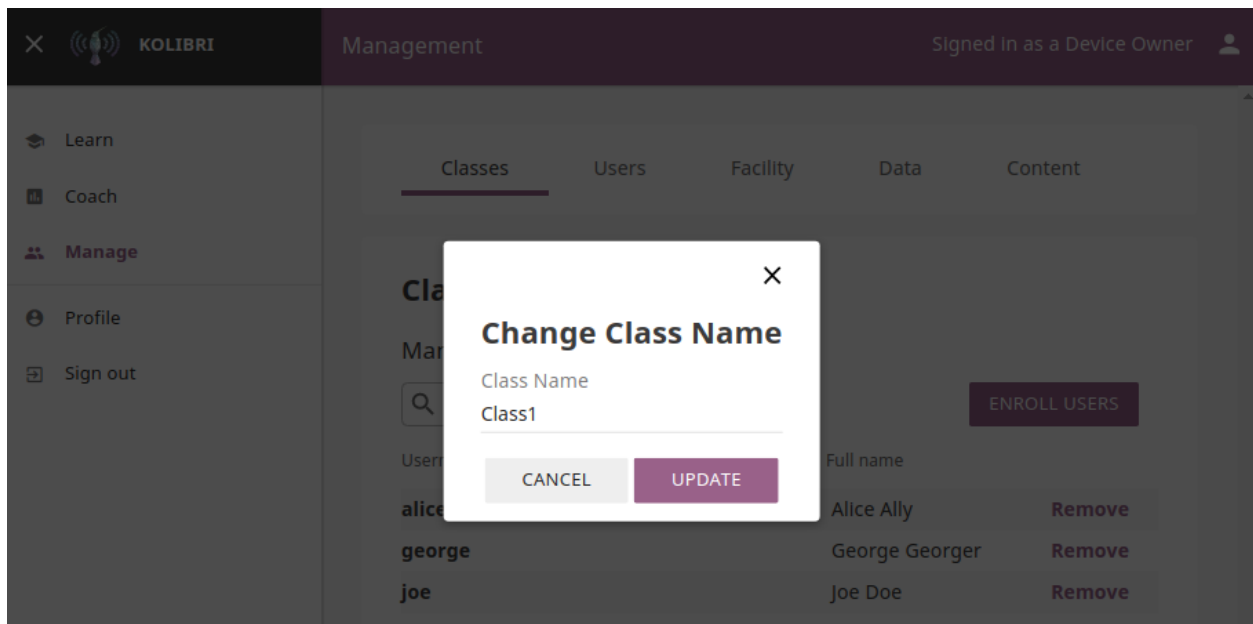 KOLIBRI
Management
Signed in as a Device Owner
Learn
Coach
Manage
Profile
Sign out
Classes Users Facility Data Content
Change Class Name
Class Name
Class1
CANCEL UPDATE
ENROLL USERS
Full name
Alice Ally Remove
george George Georger Remove
joe Joe Doe Remove